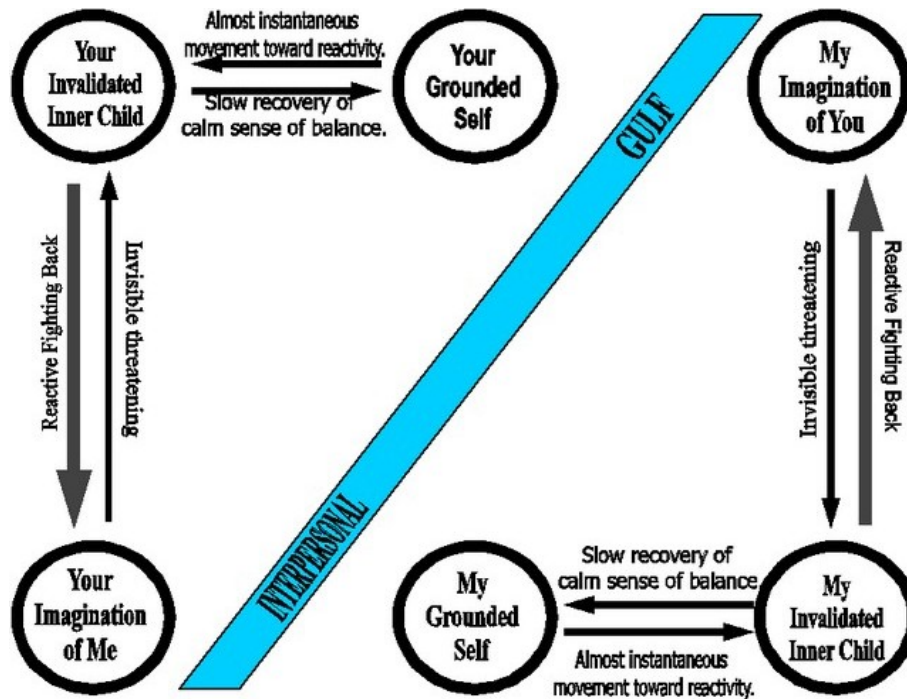 Your
Invalidated
Inner Child
Almost instantaneous
movement toward reactivity.
Slow recovery of
calm sense of balance.
Your
Grounded
Self
GULF
My
Imagination
of You
Reactive Fighting Back
Invisible threatening
Invisible threatening
Reactive Fighting Back
Your
Imagination
of Me
INTERPERSONAL
My
Grounded
Self
Slow recovery of
calm sense of balance.
Almost instantaneous
movement toward reactivity.
My
Invalidated
Inner Child